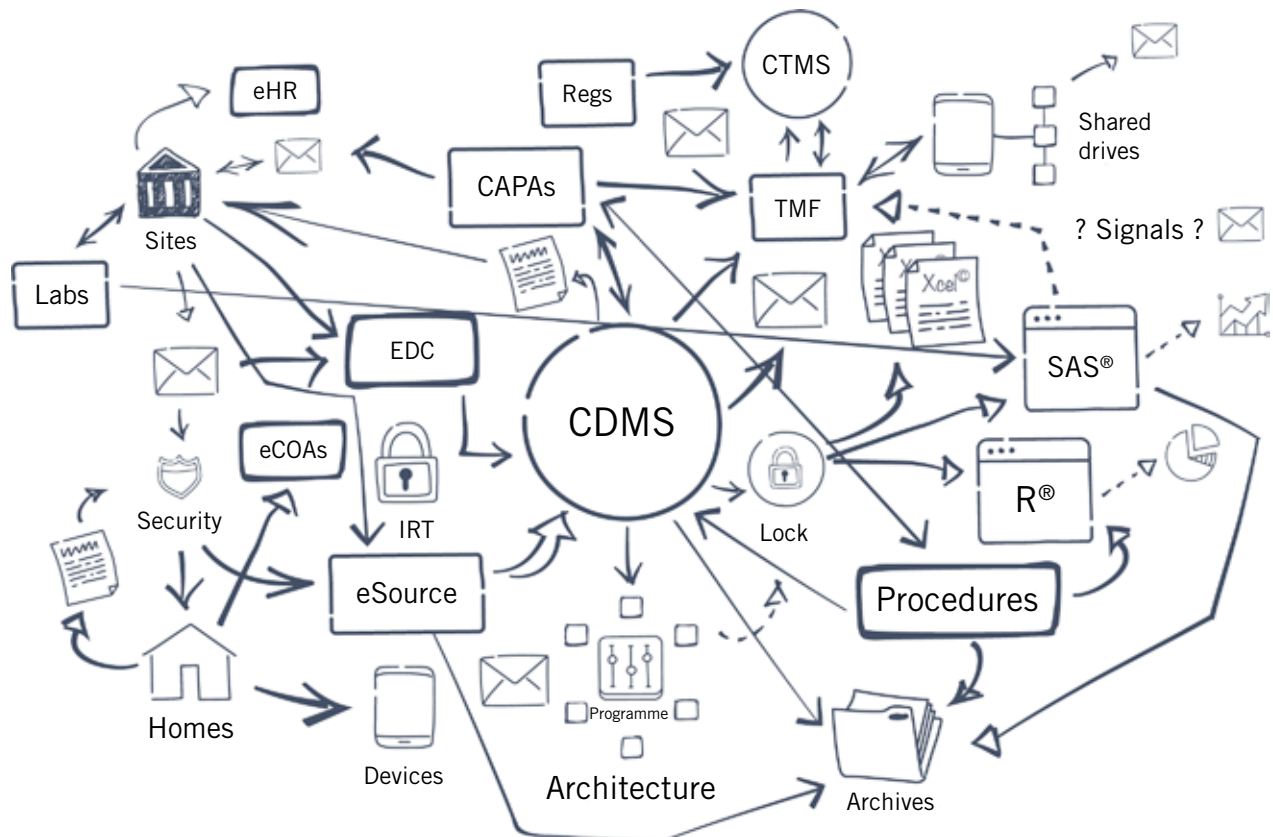 CTMS
eHR
Regs
Shared
drives
CAPAs
TMF
? Signals ?
Sites
Labs
Xcel©
EDC
SAS®
CDMS
eCOAs
R®
Security
IRT
Lock
eSource
Procedures
Programme
Homes
Devices
Architecture
Archives